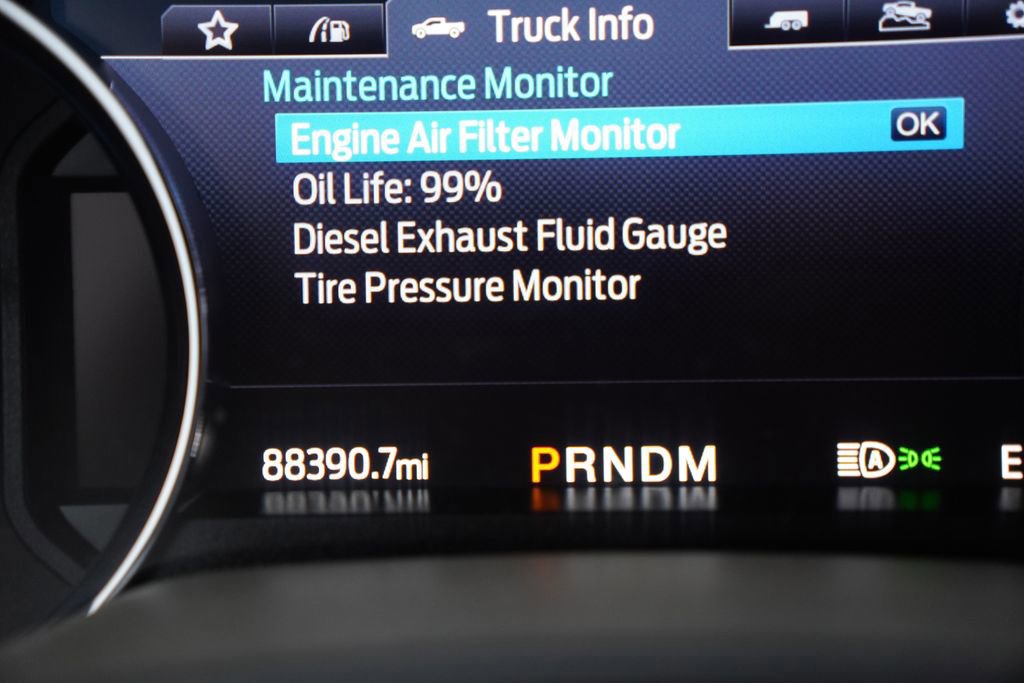 Truck Info
Maintenance Monitor
Engine Air Filter Monitor OK
Oil Life: 99%
Diesel Exhaust Fluid Gauge
Tire Pressure Monitor
88390.7mi PRNDM A E